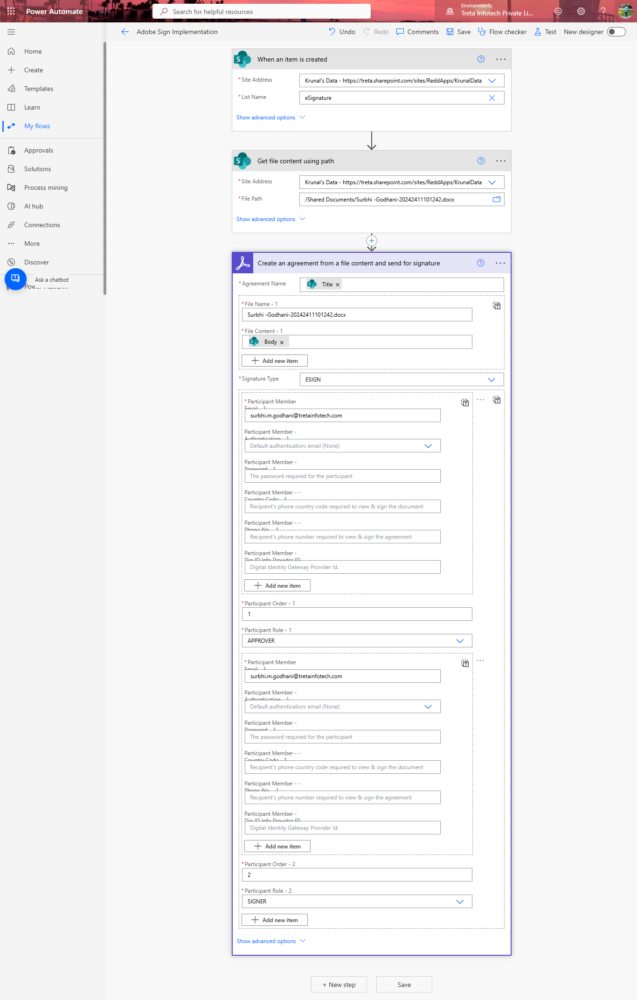 Power Automate
Search for helpful resources
Environments
Treta Infotech Private Li...
Adobe Sign Implementation
Undo
Redo
Comments
Save
Flow checker
Test
New designer
Home
Create
Templates
Learn
My flows
Approvals
Solutions
Process mining
AI hub
Connections
More
Discover
Ask a chatbot
When an item is created
* Site Address
Krunal's Data - https://treta.sharepoint.com/sites/ReddApps/KrunalData
* List Name
eSignature
Show advanced options
Get file content using path
* Site Address
Krunal's Data - https://treta.sharepoint.com/sites/ReddApps/KrunalData
* File Path
/Shared Documents/Surbhi -Godhani-20242411101242.docx
Show advanced options
Create an agreement from a file content and send for signature
* Agreement Name
Title ×
* File Name - 1
Surbhi -Godhani-20242411101242.docx
* File Content - 1
Body ×
Add new item
* Signature Type
ESIGN
* Participant Member
Email - 1
surbhi.m.godhani@tretainfotech.com
Participant Member -
Authentication - 1
Default authentication: email (None)
Participant Member -
Password - 1
The password required for the participant
Participant Member - -
Country Code - 1
Recipient's phone country code required to view & sign the document
Participant Member - -
Phone No. - 1
Recipient's phone number required to view & sign the agreement
Participant Member -
Dig ID Info Provider ID
Digital Identity Gateway Provider Id.
Add new item
* Participant Order - 1
1
* Participant Role - 1
APPROVER
* Participant Member
Email - 1
surbhi.m.godhani@tretainfotech.com
Participant Member -
Authentication - 1
Default authentication: email (None)
Participant Member -
Password - 1
The password required for the participant
Participant Member - -
Country Code - 1
Recipient's phone country code required to view & sign the document
Participant Member - -
Phone No. - 1
Recipient's phone number required to view & sign the agreement
Participant Member -
Dig ID Info Provider ID
Digital Identity Gateway Provider Id.
Add new item
* Participant Order - 2
2
* Participant Role - 2
SIGNER
Add new item
Show advanced options
+ New step
Save